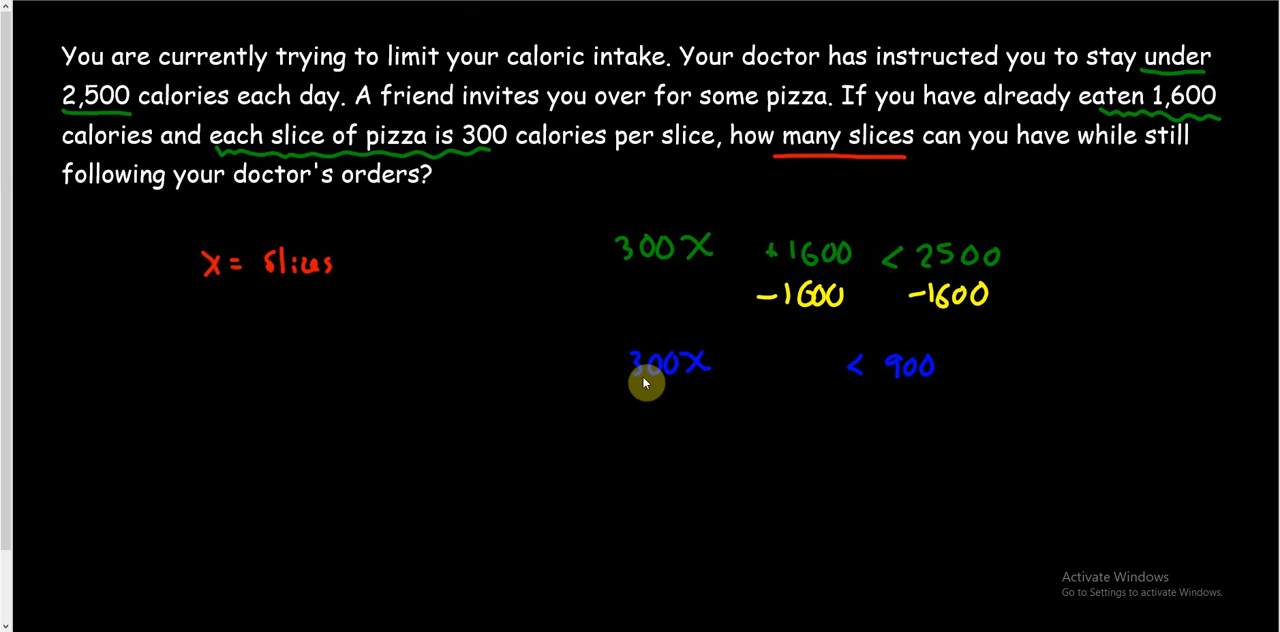 You are currently trying to limit your caloric intake. Your doctor has instructed you to stay under
2,500 calories each day. A friend invites you over for some pizza. If you have already eaten 1,600
calories and each slice of pizza is 300 calories per slice, how many slices can you have while still
following your doctor's orders?
x = slices
300x +1600 < 2500
-1600 -1600
300x < 900
Activate Windows
Go to Settings to activate Windows.